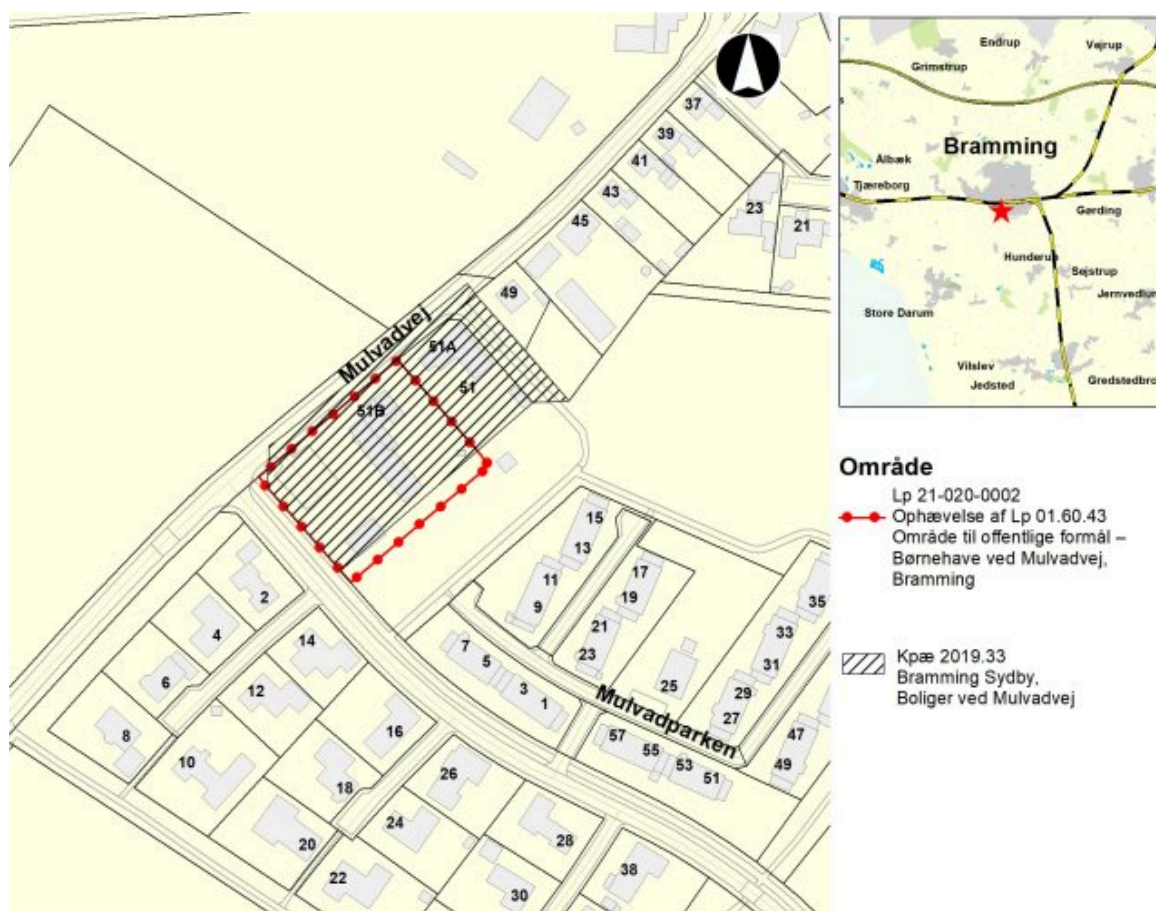 37
39
41
43
45
23
21
49
Mulvadvej
51A
51
51B
15
13
11
9
17
19
21
23
25
35
33
31
29
27
7
5
3
1
Mulvadparken
57
55
53
51
47
49
2
4
6
8
14
12
10
16
18
20
26
24
22
28
30
38
Endrup
Vejrup
Grimstrup
Bramming
Albæk
Tjæreborg
Gørding
Hunderup
Sejstrup
Jernvedlun
Store Darum
Vilslev
Jedsted
Gredstedbro
Område
Lp 21-020-0002
Ophævelse af Lp 01.60.43
Område til offentlige formål –
Børnehave ved Mulvadvej,
Bramming
Kpæ 2019.33
Bramming Sydby,
Boliger ved Mulvadvej